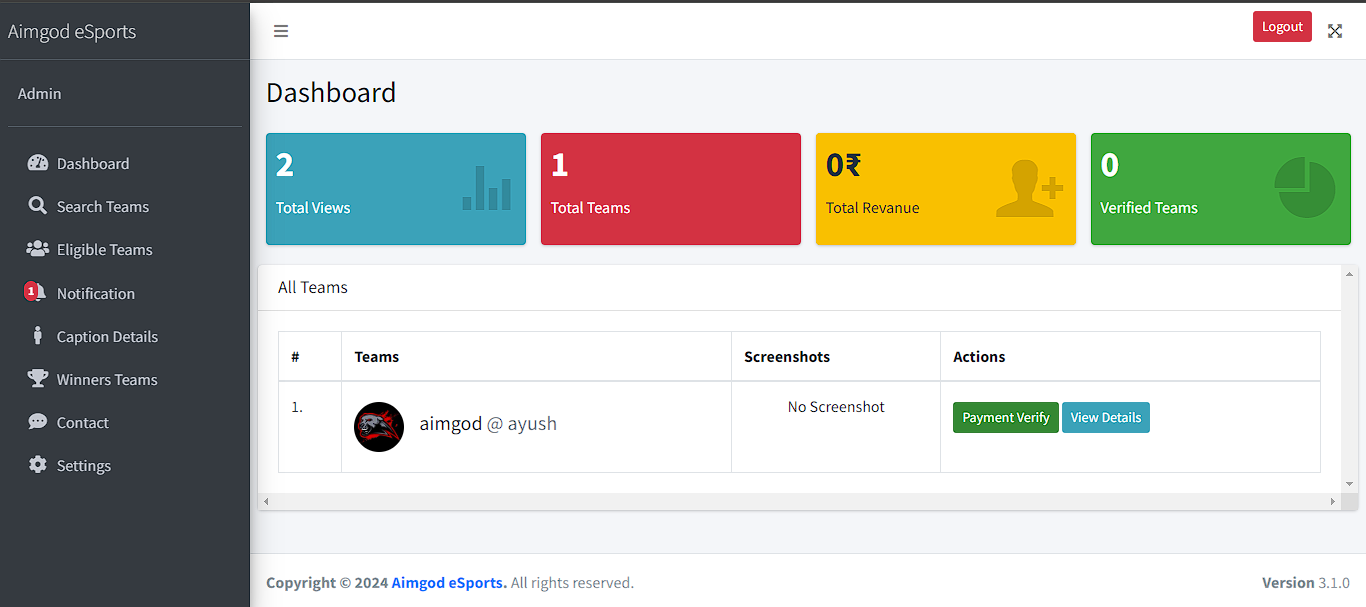 Aimgod eSports
Logout
Admin
Dashboard
Search Teams
Eligible Teams
1 Notification
Caption Details
Winners Teams
Contact
Settings
Dashboard
2
Total Views
1
Total Teams
0₹
Total Revanue
0
Verified Teams
All Teams
# Teams Screenshots Actions
1. aimgod @ ayush No Screenshot Payment Verify View Details
Copyright © 2024 Aimgod eSports. All rights reserved. Version 3.1.0